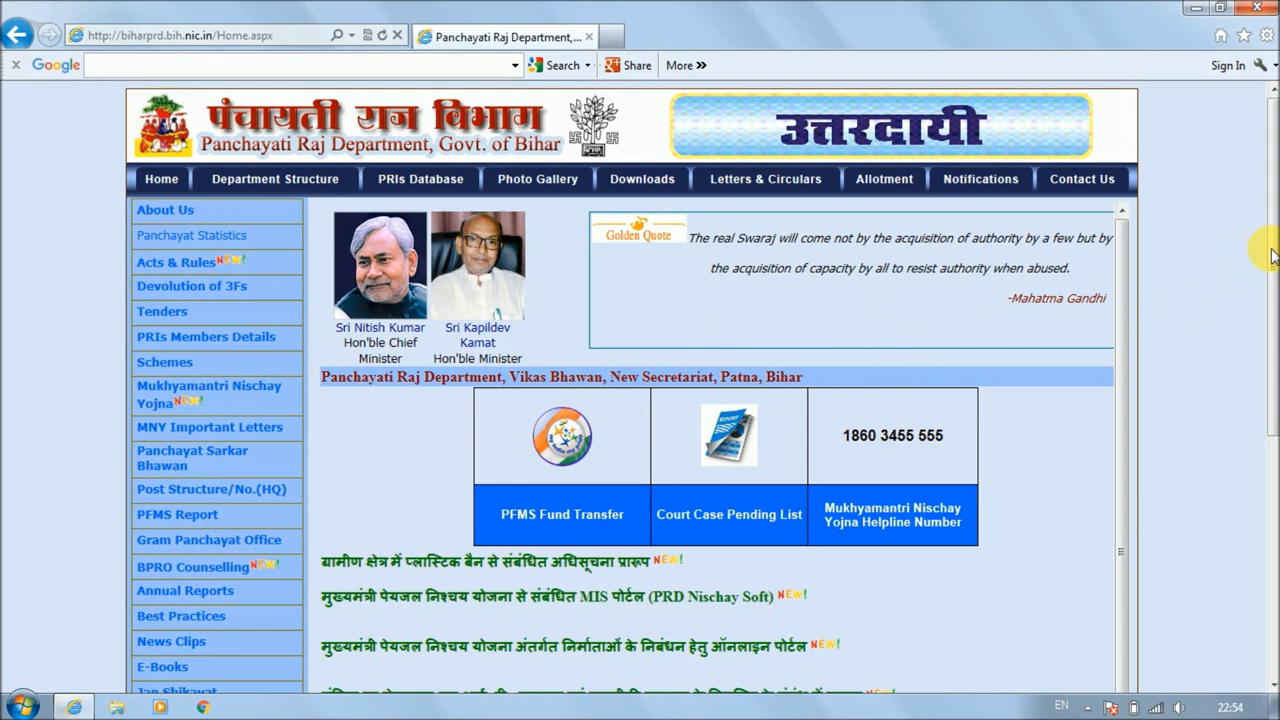 http://biharprd.bih.nic.in/Home.aspx
Panchayati Raj Department,...
Google
Search
Share
More »
Sign In
पंचायती राज विभाग
Panchayati Raj Department, Govt. of Bihar
उत्तरदायी
Home
Department Structure
PRIs Database
Photo Gallery
Downloads
Letters & Circulars
Allotment
Notifications
Contact Us
About Us
Panchayat Statistics
Acts & Rules NEW!
Devolution of 3Fs
Tenders
PRIs Members Details
Schemes
Mukhyamantri Nischay
Yojna NEW!
MNY Important Letters
Panchayat Sarkar
Bhawan
Post Structure/No.(HQ)
PFMS Report
Gram Panchayat Office
BPRO Counselling NEW!
Annual Reports
Best Practices
News Clips
E-Books
Jan Shikayat
Sri Nitish Kumar
Hon'ble Chief
Minister
Sri Kapildev
Kamat
Hon'ble Minister
Golden Quote
The real Swaraj will come not by the acquisition of authority by a few but by
the acquisition of capacity by all to resist authority when abused.
-Mahatma Gandhi
Panchayati Raj Department, Vikas Bhawan, New Secretariat, Patna, Bihar
REPORT
1860 3455 555
PFMS Fund Transfer
Court Case Pending List
Mukhyamantri Nischay
Yojna Helpline Number
ग्रामीण क्षेत्र में प्लास्टिक बैन से संबंधित अधिसूचना प्रारूप NEW!
मुख्यमंत्री पेयजल निश्चय योजना से संबंधित MIS पोर्टल (PRD Nischay Soft) NEW!
मुख्यमंत्री पेयजल निश्चय योजना अंतर्गत निर्माताओं के निबंधन हेतु ऑनलाइन पोर्टल NEW!
EN
22:54